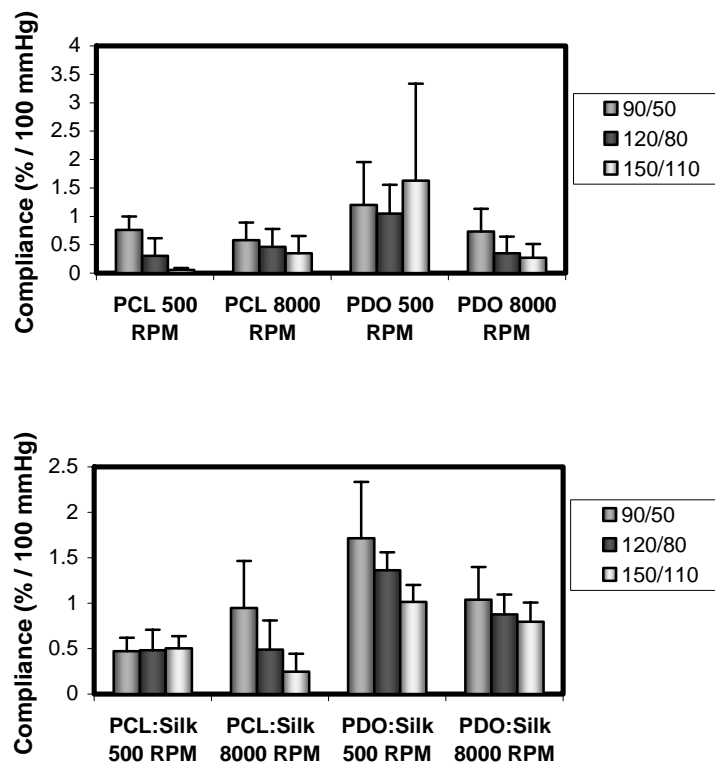 Compliance (% / 100 mmHg)
4
3.5
3
2.5
2
1.5
1
0.5
0
PCL 500 RPM
PCL 8000 RPM
PDO 500 RPM
PDO 8000 RPM
90/50
120/80
150/110
Compliance (% / 100 mmHg)
2.5
2
1.5
1
0.5
0
PCL:Silk 500 RPM
PCL:Silk 8000 RPM
PDO:Silk 500 RPM
PDO:Silk 8000 RPM
90/50
120/80
150/110